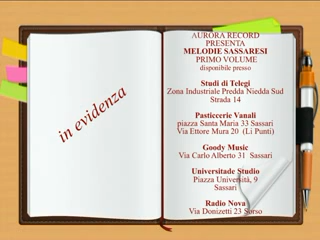 in evidenza
AURORA RECORD
PRESENTA
MELODIE SASSARESI
PRIMO VOLUME
disponibile presso
Studi di Telegi
Zona Industriale Predda Niedda Sud
Strada 14
Pasticcerie Vanali
piazza Santa Maria 33 Sassari
Via Ettore Mura 20 (Li Punti)
Goody Music
Via Carlo Alberto 31 Sassari
Universitade Studio
Piazza Università, 9
Sassari
Radio Nova
Via Donizetti 23 Sorso